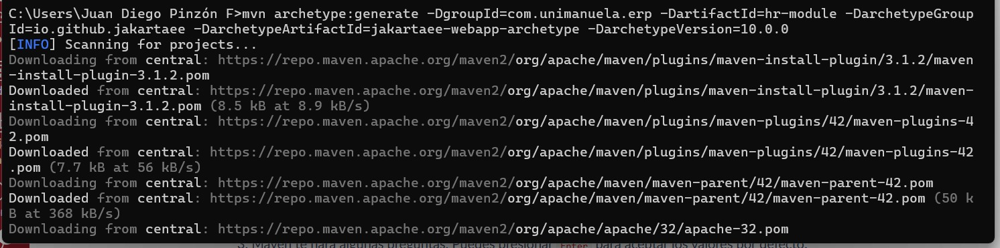 C:\Users\Juan Diego Pinzón F>mvn archetype:generate -DgroupId=com.unimanuela.erp -DartifactId=hr-module -DarchetypeGroup
Id=io.github.jakartaee -DarchetypeArtifactId=jakartaee-webapp-archetype -DarchetypeVersion=10.0.0
[INFO] Scanning for projects...
Downloading from central: https://repo.maven.apache.org/maven2/org/apache/maven/plugins/maven-install-plugin/3.1.2/maven
-install-plugin-3.1.2.pom
Downloaded from central: https://repo.maven.apache.org/maven2/org/apache/maven/plugins/maven-install-plugin/3.1.2/maven-
install-plugin-3.1.2.pom (8.5 kB at 8.9 kB/s)
Downloading from central: https://repo.maven.apache.org/maven2/org/apache/maven/plugins/maven-plugins/42/maven-plugins-4
2.pom
Downloaded from central: https://repo.maven.apache.org/maven2/org/apache/maven/plugins/maven-plugins/42/maven-plugins-42
.pom (7.7 kB at 56 kB/s)
Downloading from central: https://repo.maven.apache.org/maven2/org/apache/maven/maven-parent/42/maven-parent-42.pom
Downloaded from central: https://repo.maven.apache.org/maven2/org/apache/maven/maven-parent/42/maven-parent-42.pom (50 k
B at 368 kB/s)
Downloading from central: https://repo.maven.apache.org/maven2/org/apache/apache/32/apache-32.pom
3. Maven te hará algunas preguntas. Puedes presionar Enter para aceptar los valores por defecto.